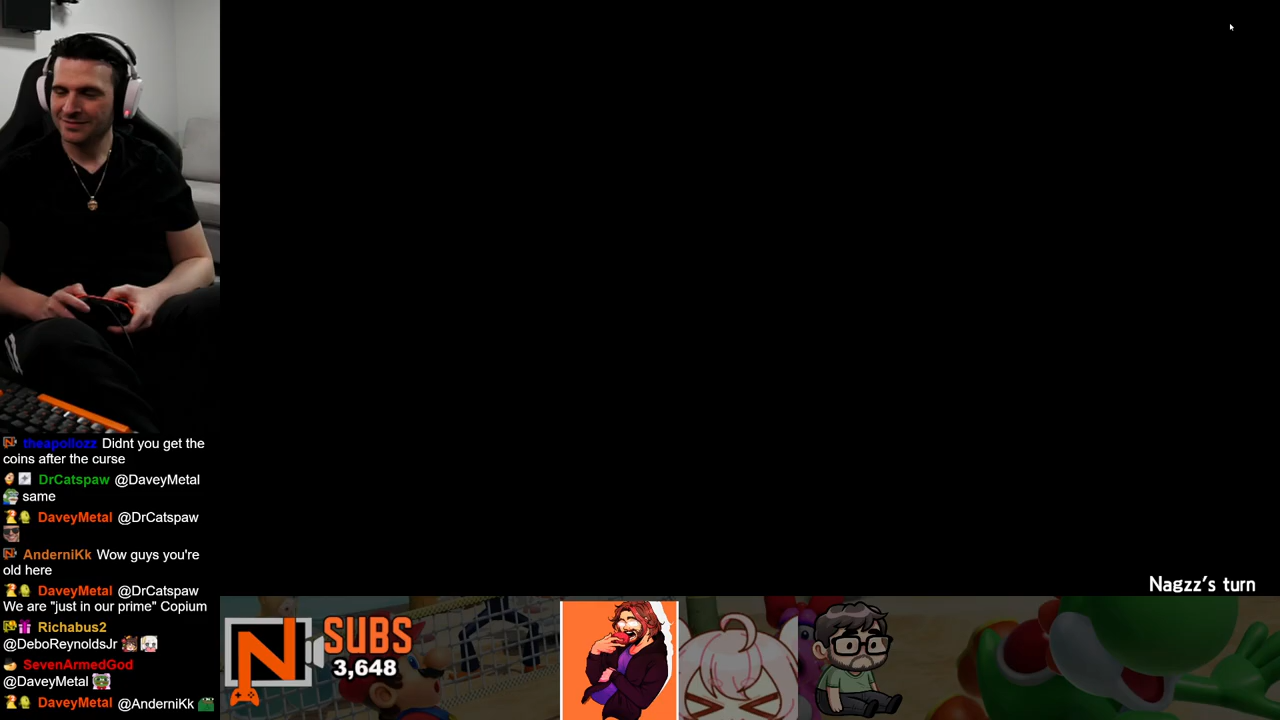 theapollozz Didnt you get the
coins after the curse
DrCatspaw @DaveyMetal
same
DaveyMetal @DrCatspaw
AnderniKk Wow guys you're
old here
DaveyMetal @DrCatspaw
We are "just in our prime" Copium
Richabus2
@DeboReynoldsJr
SevenArmedGod
@DaveyMetal
DaveyMetal @AnderniKk
Nagzz's turn
N SUBS
3,648